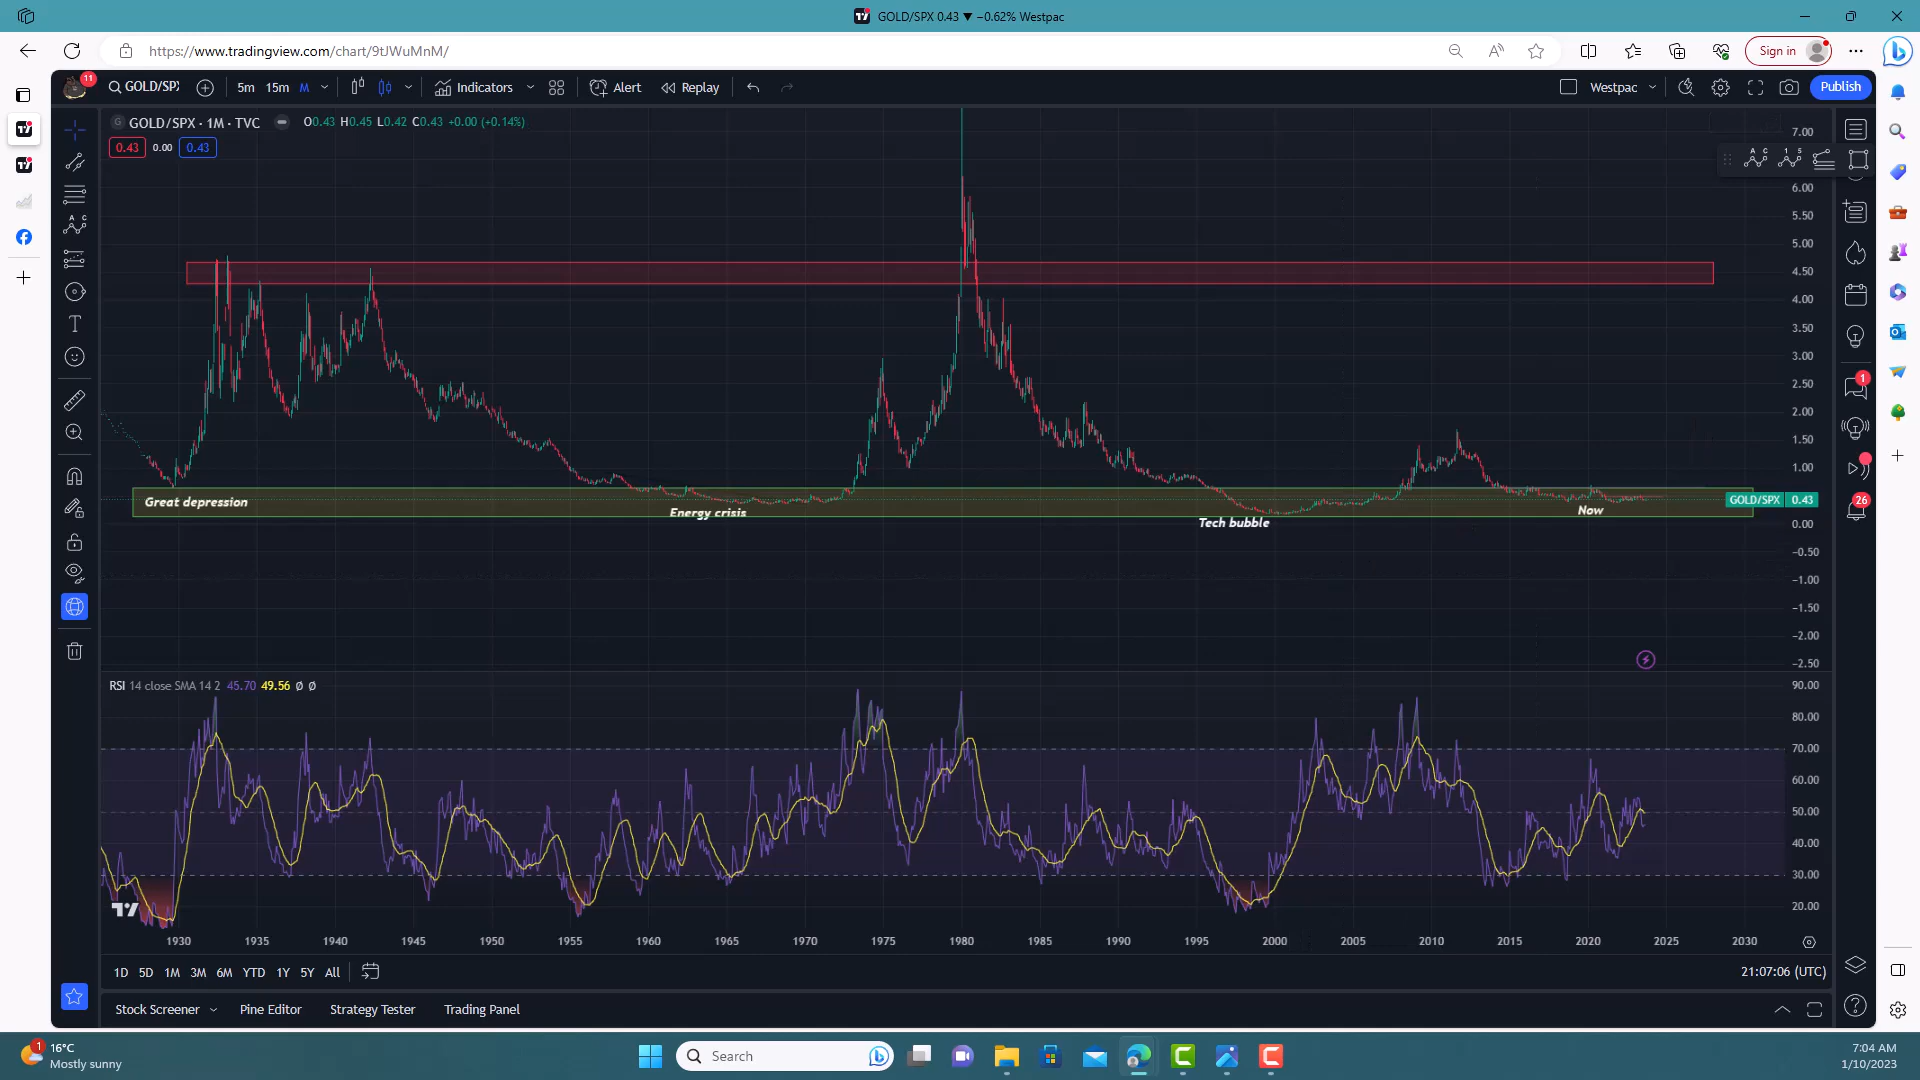 GOLD/SPX 0.43 ▼ −0.62% Westpac
https://www.tradingview.com/chart/9tJWuMnM/
Sign in
11
GOLD/SPX
5m 15m M
Indicators
Alert
Replay
Westpac
Publish
GOLD/SPX · 1M · TVC O0.43 H0.45 L0.42 C0.43 +0.00 (+0.14%)
0.43 0.00 0.43
7.00
6.00
5.50
5.00
4.50
4.00
3.50
3.00
2.50
2.00
1.50
1.00
Great depression
Energy crisis
Tech bubble
Now
GOLD/SPX 0.43
0.00
−0.50
−1.00
−1.50
−2.00
−2.50
1
26
RSI 14 close SMA 14 2 45.70 49.56 Ø Ø
90.00
80.00
70.00
60.00
50.00
40.00
30.00
20.00
1930 1935 1940 1945 1950 1955 1960 1965 1970 1975 1980 1985 1990 1995 2000 2005 2010 2015 2020 2025 2030
1D 5D 1M 3M 6M YTD 1Y 5Y All
21:07:06 (UTC)
Stock Screener Pine Editor Strategy Tester Trading Panel
1
16°C
Mostly sunny
Search
7:04 AM
1/10/2023